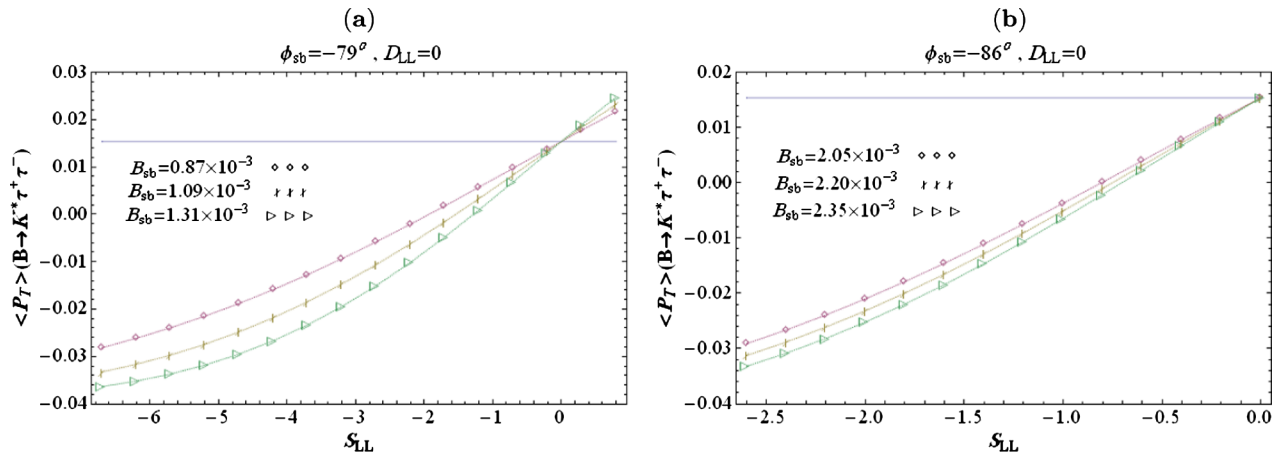 (a)
ϕsb=−79°, DLL=0
0.03
0.02
0.01
0.00
−0.01
−0.02
−0.03
−0.04
<PT>(B→K*τ+τ−)
Bsb=0.87×10−3
Bsb=1.09×10−3
Bsb=1.31×10−3
−6 −5 −4 −3 −2 −1 0
SLL
(b)
ϕsb=−86°, DLL=0
0.02
0.01
0.00
−0.01
−0.02
−0.03
−0.04
<PT>(B→K*τ+τ−)
Bsb=2.05×10−3
Bsb=2.20×10−3
Bsb=2.35×10−3
−2.5 −2.0 −1.5 −1.0 −0.5 0.0
SLL